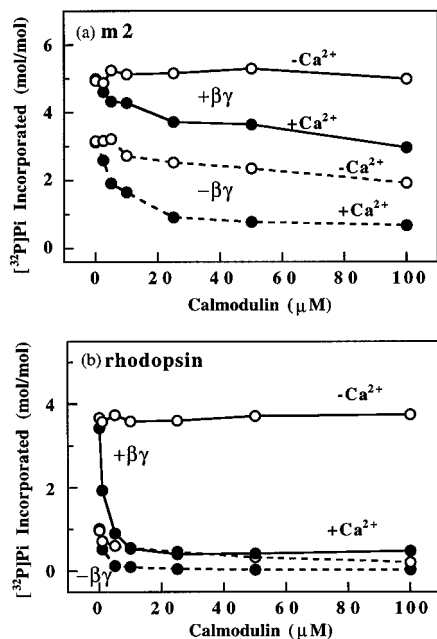 (a) m 2
[³²P]Pi Incorporated (mol/mol)
6
4
2
0
-Ca²⁺
+βγ
+Ca²⁺
-Ca²⁺
−βγ
+Ca²⁺
0 20 40 60 80 100
Calmodulin (μM)
(b) rhodopsin
[³²P]Pi Incorporated (mol/mol)
4
2
0
-Ca²⁺
+βγ
+Ca²⁺
−βγ
0 20 40 60 80 100
Calmodulin (μM)